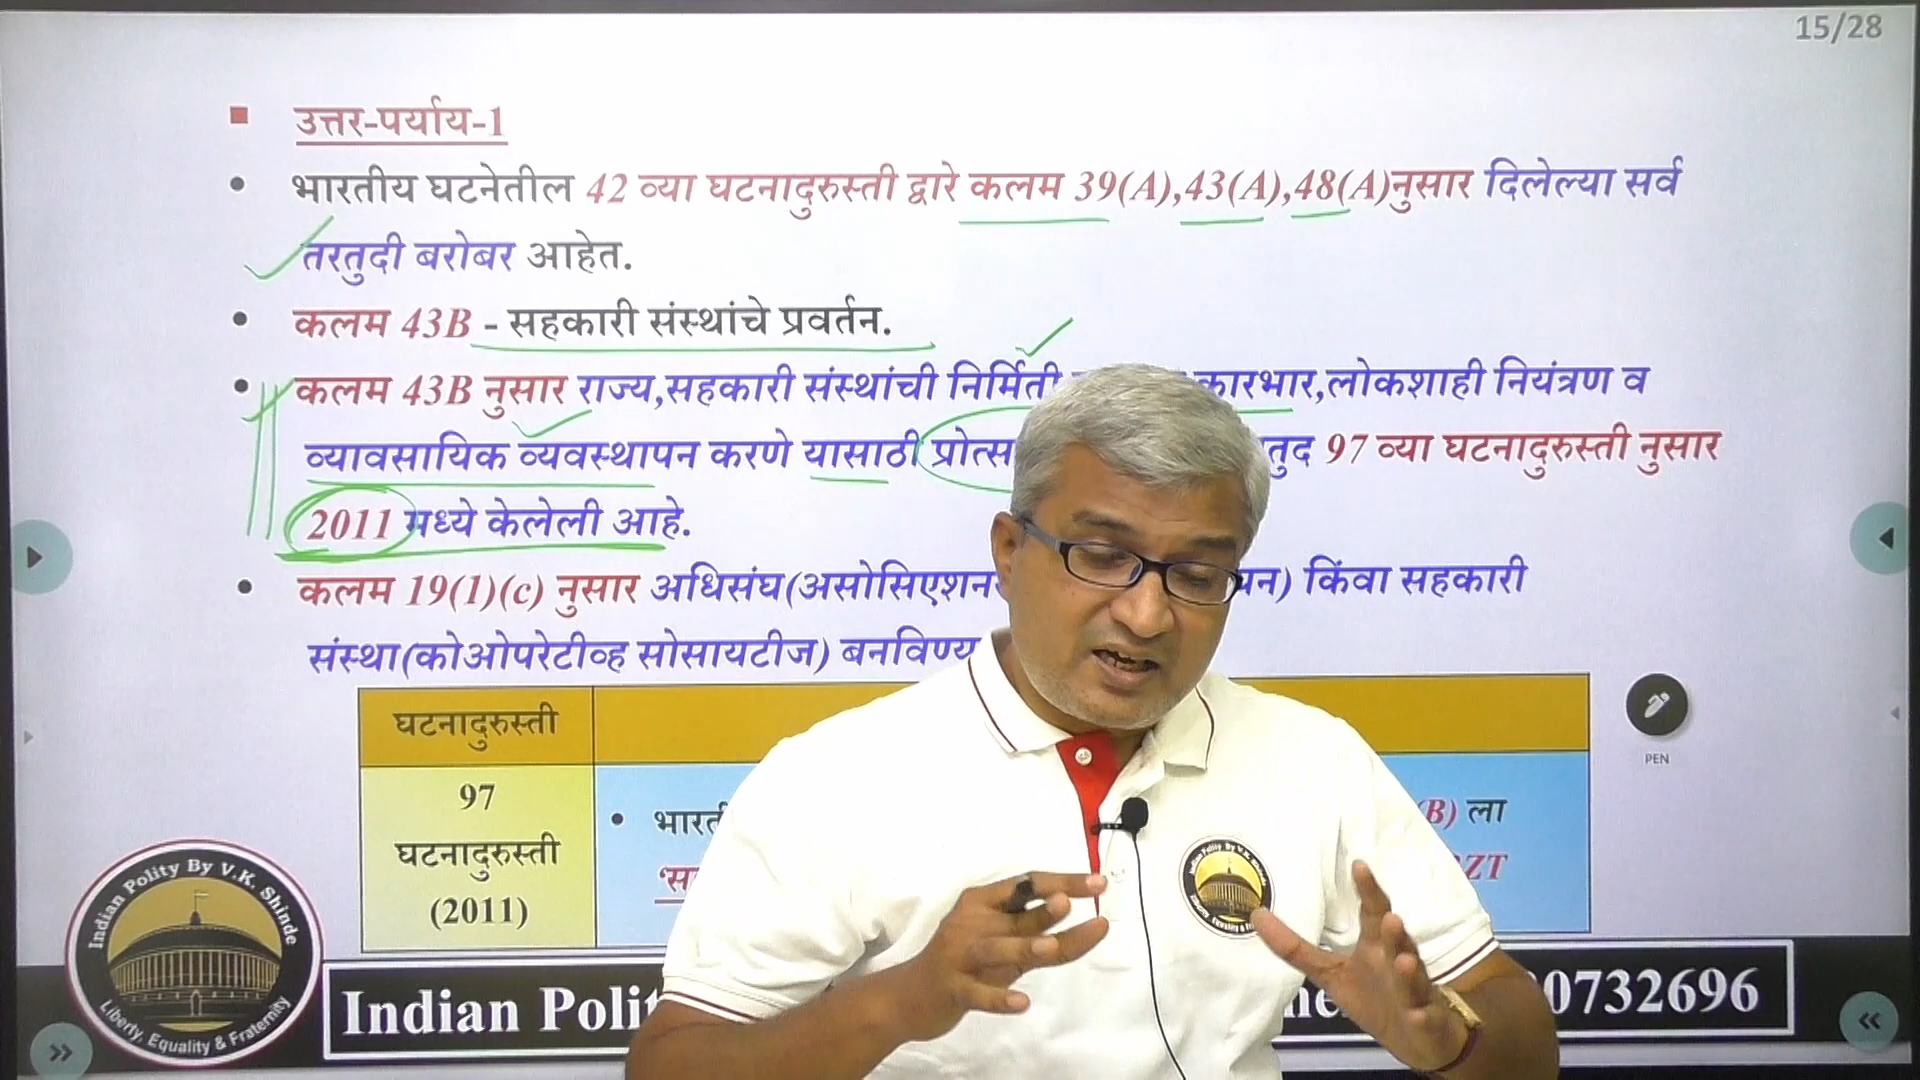 15/28
उत्तर-पर्याय-1
भारतीय घटनेतील 42 व्या घटनादुरुस्ती द्वारे कलम 39(A),43(A),48(A)नुसार दिलेल्या सर्व
तरतुदी बरोबर आहेत.
कलम 43B - सहकारी संस्थांचे प्रवर्तन.
कलम 43B नुसार राज्य,सहकारी संस्थांची निर्मिती कारभार,लोकशाही नियंत्रण व
व्यावसायिक व्यवस्थापन करणे यासाठी 97 व्या घटनादुरुस्ती नुसार
2011 मध्ये केलेली आहे.
कलम 19(1)(c) नुसार अधिसंघ(असोसिएशन किंवा सहकारी
संस्था(कोओपरेटीव्ह सोसायटीज)
घटनादुरुस्ती
97
घटनादुरुस्ती
(2011)
(B) ला
PEN
Indian Polity By V.K. Shinde
Liberty, Equality & Fraternity
Indian
0732696